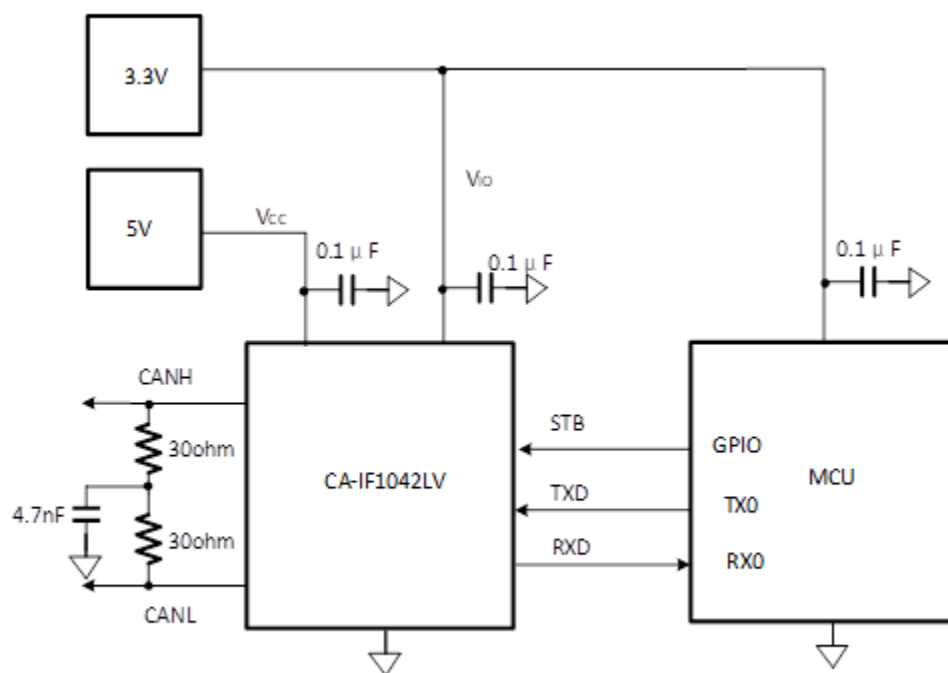 3.3V
VIO
5V
VCC
0.1 μ F
0.1 μ F
0.1 μ F
CANH
30ohm
4.7nF
30ohm
CANL
CA-IF1042LV
STB
TXD
RXD
GPIO
MCU
TX0
RX0